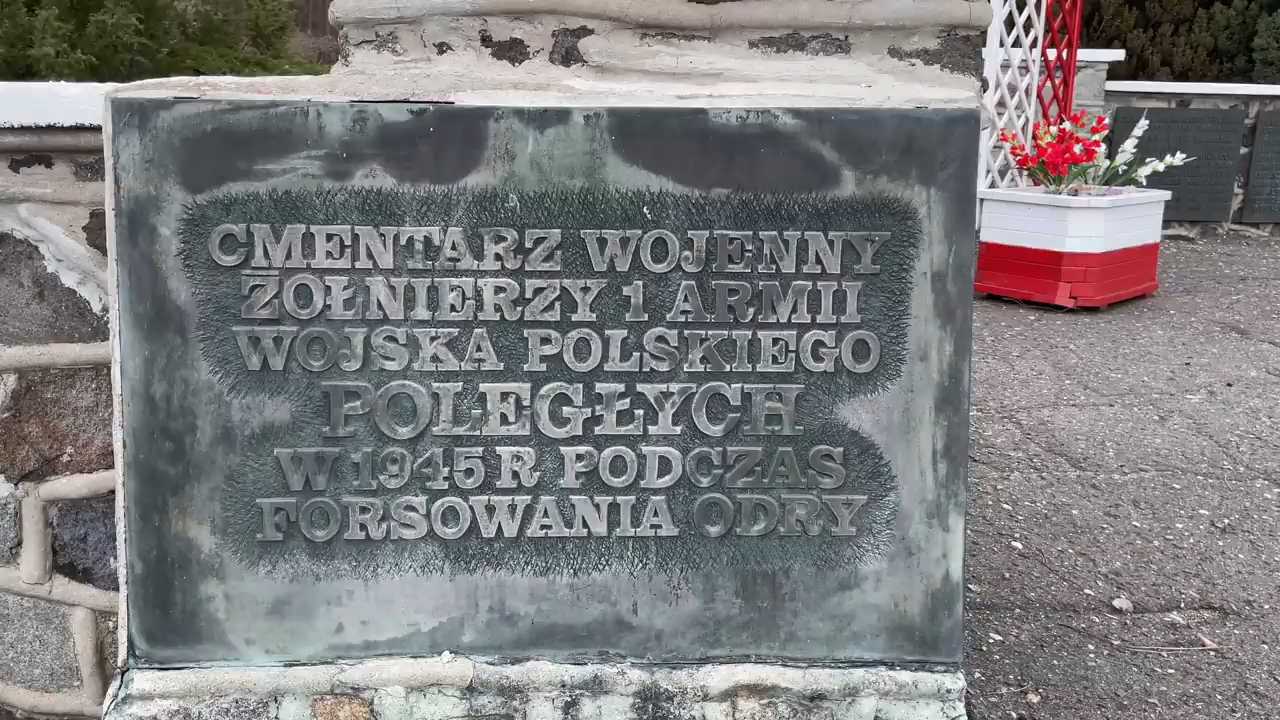 CMENTARZ WOJENNY
ŻOŁNIERZY 1 ARMII
WOJSKA POLSKIEGO
POLEGŁYCH
W 1945 R PODCZAS
FORSOWANIA ODRY